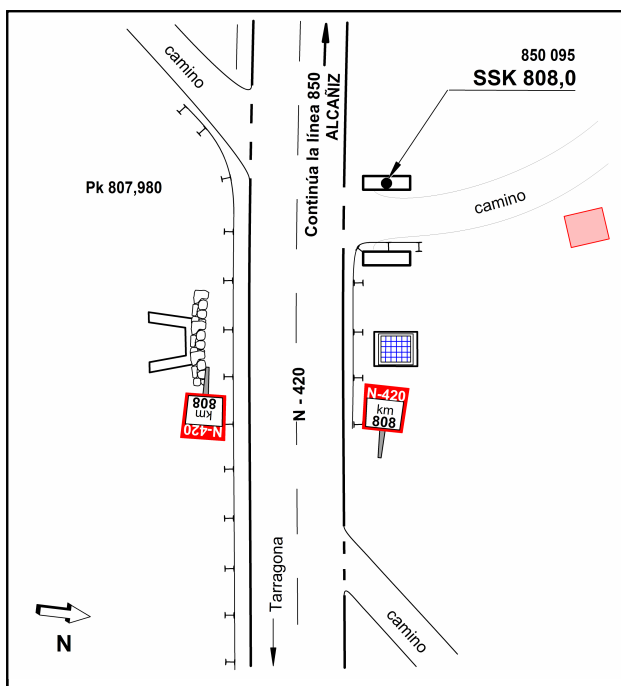 camino
850 095
SSK 808,0
Continúa la línea 850
ALCAÑIZ
Pk 807,980
camino
N - 420
N-420
km
808
N-420
km
808
Tarragona
camino
N